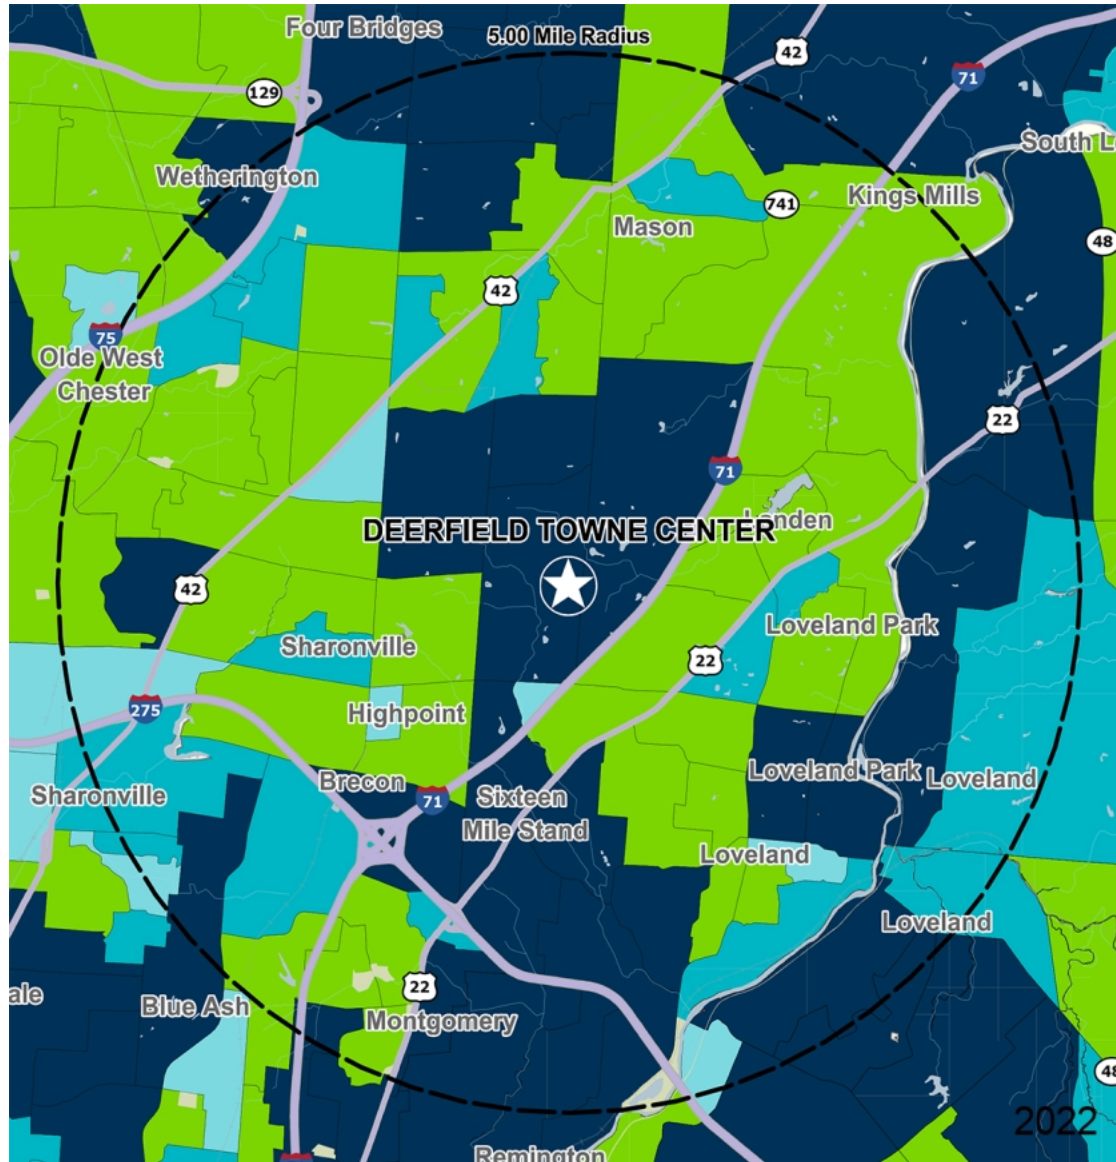 Four Bridges
5.00 Mile Radius
42
71
129
South L
Wetherington
Kings Mills
741
Mason
48
42
75
Olde West
Chester
22
71
Landen
DEERFIELD TOWNE CENTER
42
Sharonville
Loveland Park
22
275
Highpoint
Brecon
Loveland Park
Loveland
Sharonville
71
Sixteen
Mile Stand
Loveland
Loveland
22
ale
Blue Ash
Montgomery
48
2022
Remington